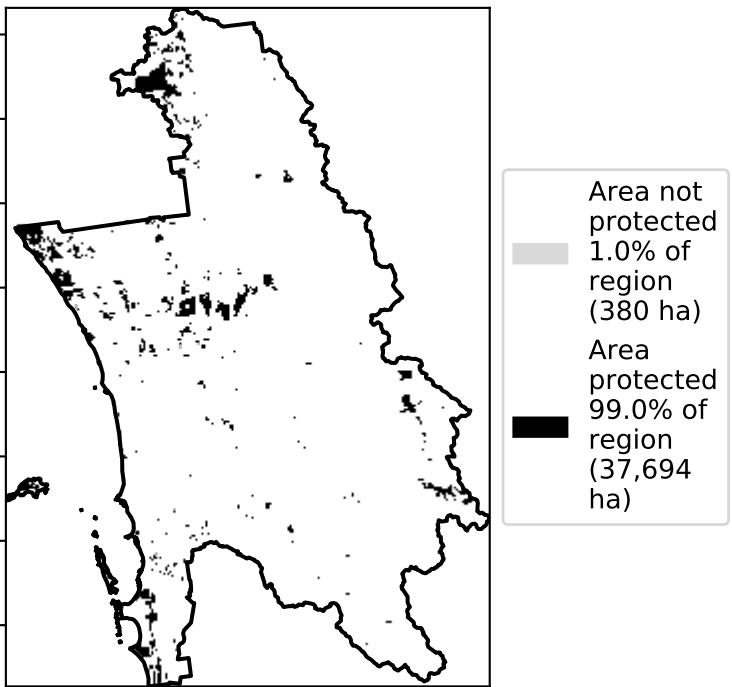 Area not
protected
1.0% of
region
(380 ha)
Area
protected
99.0% of
region
(37,694
ha)